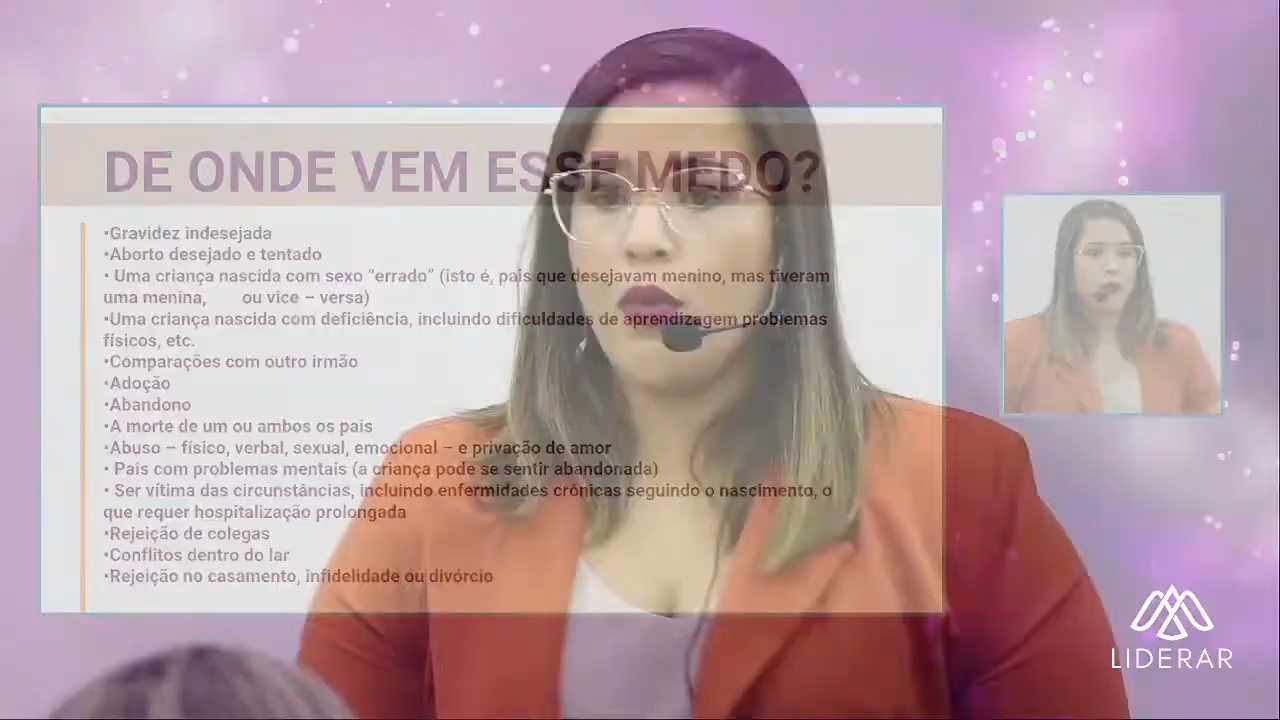 DE ONDE VEM ESSE MEDO?
•Gravidez indesejada
•Aborto desejado e tentado
• Uma criança nascida com sexo “errado” (isto é, pais que desejavam menino, mas tiveram
uma menina, ou vice – versa)
•Uma criança nascida com deficiência, incluindo dificuldades de aprendizagem problemas
físicos, etc.
•Comparações com outro irmão
•Adoção
•Abandono
•A morte de um ou ambos os pais
•Abuso – físico, verbal, sexual, emocional – e privação de amor
• Pais com problemas mentais (a criança pode se sentir abandonada)
• Ser vítima das circunstâncias, incluindo enfermidades crônicas seguindo o nascimento, o
que requer hospitalização prolongada
•Rejeição de colegas
•Conflitos dentro do lar
•Rejeição no casamento, infidelidade ou divórcio
LIDERAR